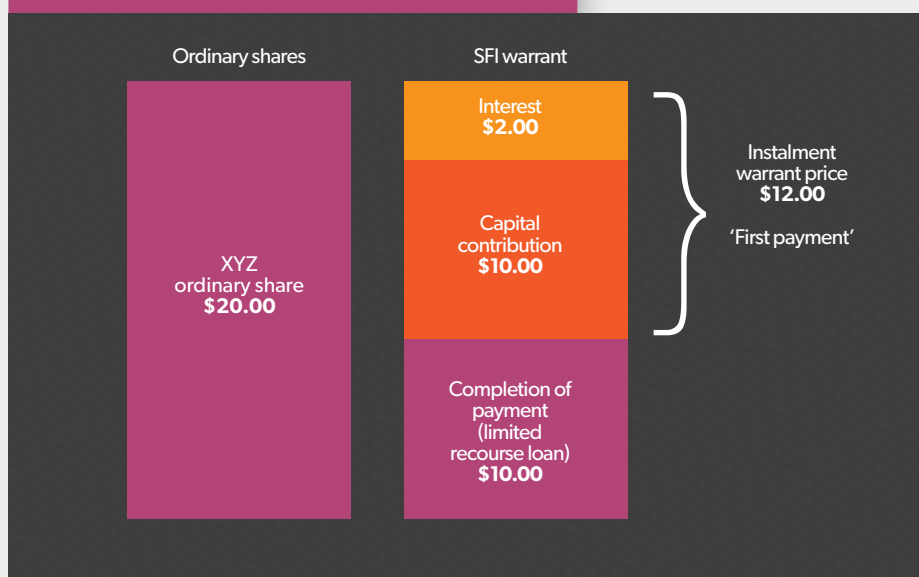 Ordinary shares
XYZ
ordinary share
$20.00
SFI warrant
Interest
$2.00
Capital
contribution
$10.00
Completion of
payment
(limited
recourse loan)
$10.00
Instalment
warrant price
$12.00
‘First payment’